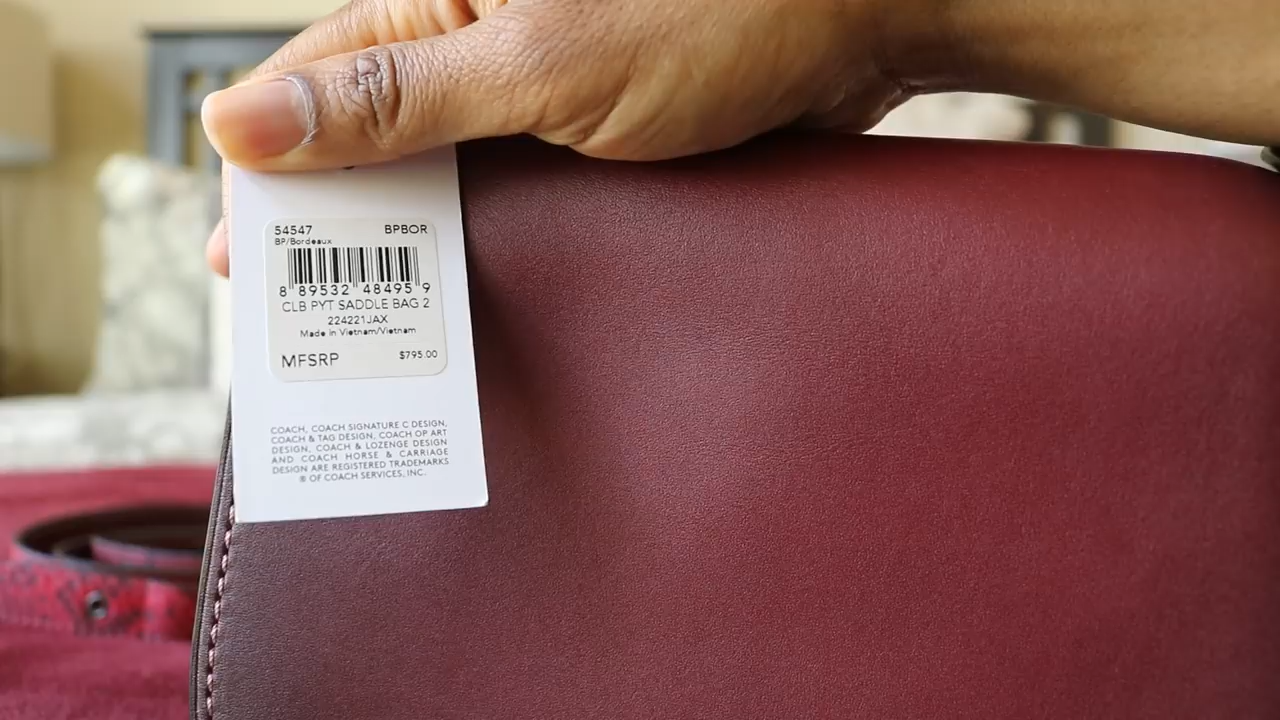 54547 BPBOR
BP/Bordeaux
8 89532 48495 9
CLB PYT SADDLE BAG 2
224221JAX
Made in Vietnam/Vietnam
MFSRP $795.00
COACH, COACH SIGNATURE C DESIGN,
COACH & TAG DESIGN, COACH OP ART
DESIGN, COACH & LOZENGE DESIGN
AND COACH HORSE & CARRIAGE
DESIGN ARE REGISTERED TRADEMARKS
® OF COACH SERVICES, INC.